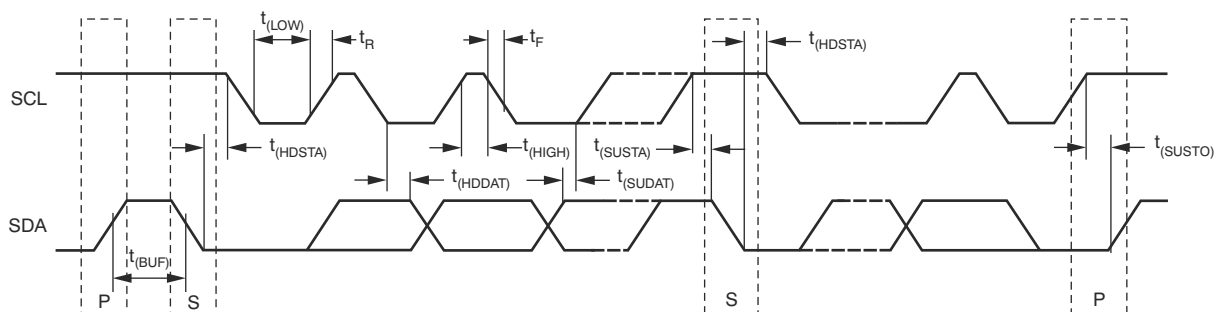 t(LOW)
tR
tF
t(HDSTA)
SCL
t(HDSTA)
t(HIGH)
t(SUSTA)
t(SUSTO)
t(HDDAT)
t(SUDAT)
SDA
t(BUF)
P
S
S
P